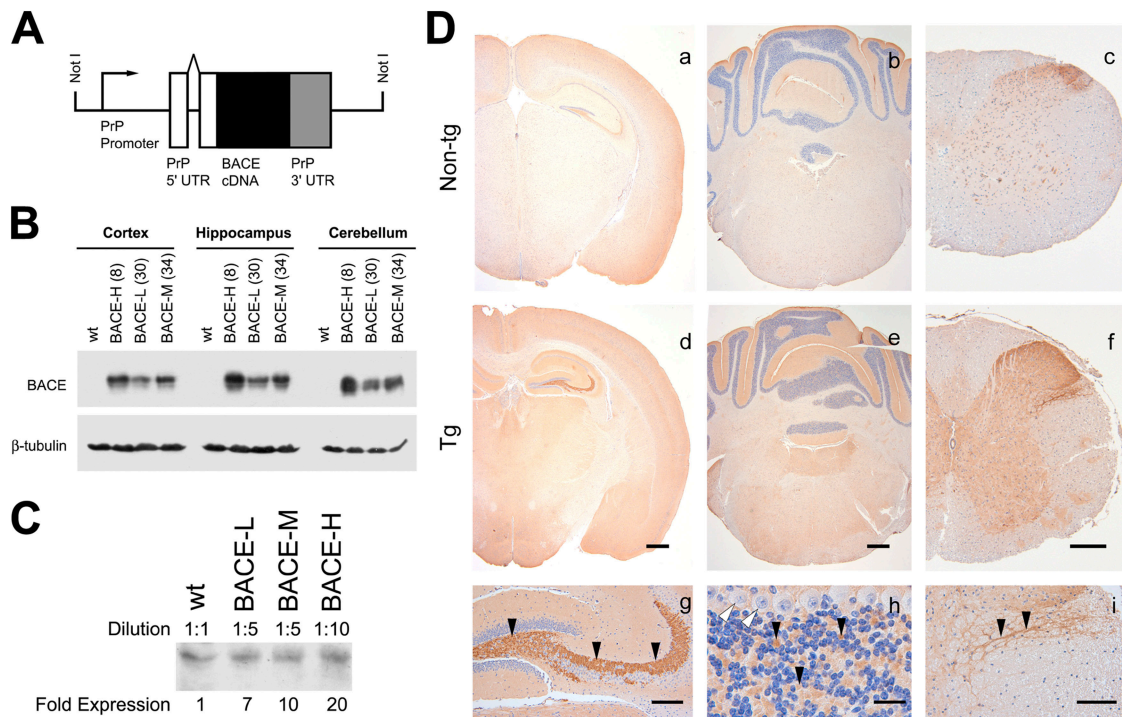 A
Not I
Not I
PrP
Promoter
PrP
5' UTR
BACE
cDNA
PrP
3' UTR
B
Cortex
Hippocampus
Cerebellum
wt
BACE-H (8)
BACE-L (30)
BACE-M (34)
wt
BACE-H (8)
BACE-L (30)
BACE-M (34)
wt
BACE-H (8)
BACE-L (30)
BACE-M (34)
BACE
β-tubulin
C
wt
BACE-L
BACE-M
BACE-H
Dilution 1:1 1:5 1:5 1:10
Fold Expression 1 7 10 20
D
Non-tg
a
b
c
Tg
d
e
f
g
h
i